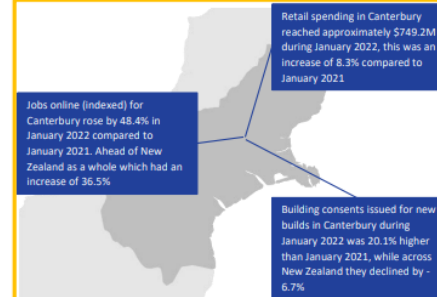 Retail spending in Canterbury
reached approximately $749.2M
during January 2022, this was an
increase of 8.3% compared to
January 2021
Jobs online (indexed) for
Canterbury rose by 48.4% in
January 2022 compared to
January 2021. Ahead of New
Zealand as a whole which had an
increase of 36.5%
Building consents issued for new
builds in Canterbury during
January 2022 was 20.1% higher
than January 2021, while across
New Zealand they declined by -
6.7%